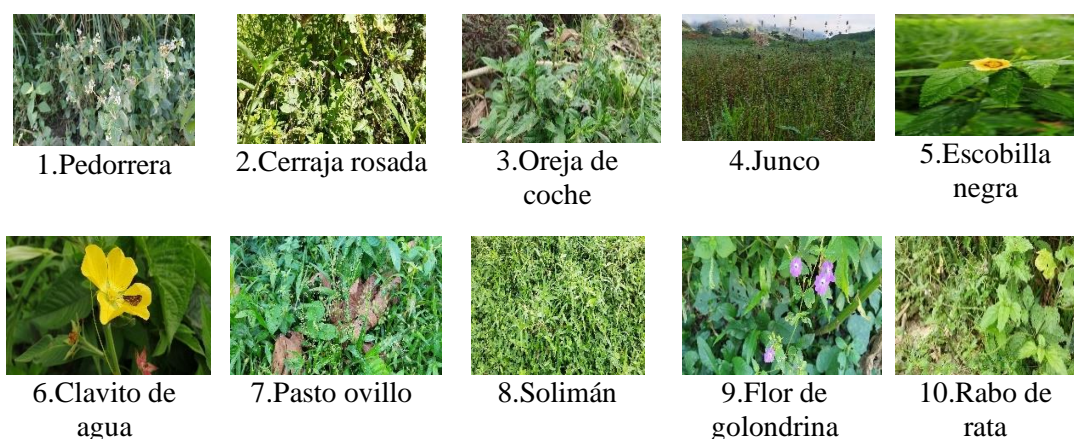 1.Pedorrera
2.Cerraja rosada
3.Oreja de
coche
4.Junco
5.Escobilla
negra
6.Clavito de
agua
7.Pasto ovillo
8.Solimán
9.Flor de
golondrina
10.Rabo de
rata